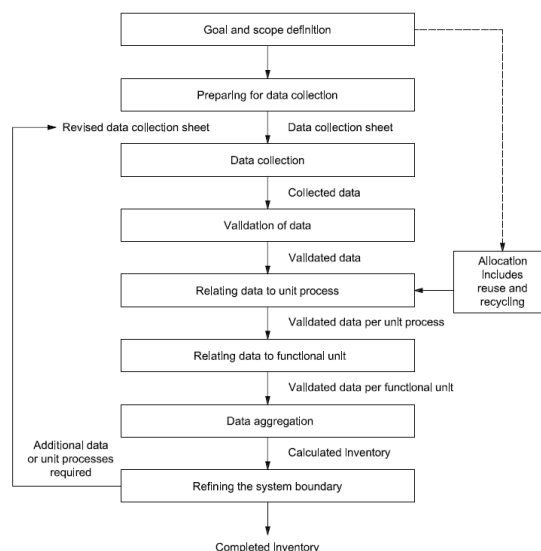 Goal and scope definition
Preparing for data collection
Revised data collection sheet
Data collection sheet
Data collection
Collected data
Validation of data
Validated data
Allocation
includes
reuse and
recycling
Relating data to unit process
Validated data per unit process
Relating data to functional unit
Validated data per functional unit
Data aggregation
Additional data
or unit processes
required
Calculated inventory
Refining the system boundary
Completed inventory